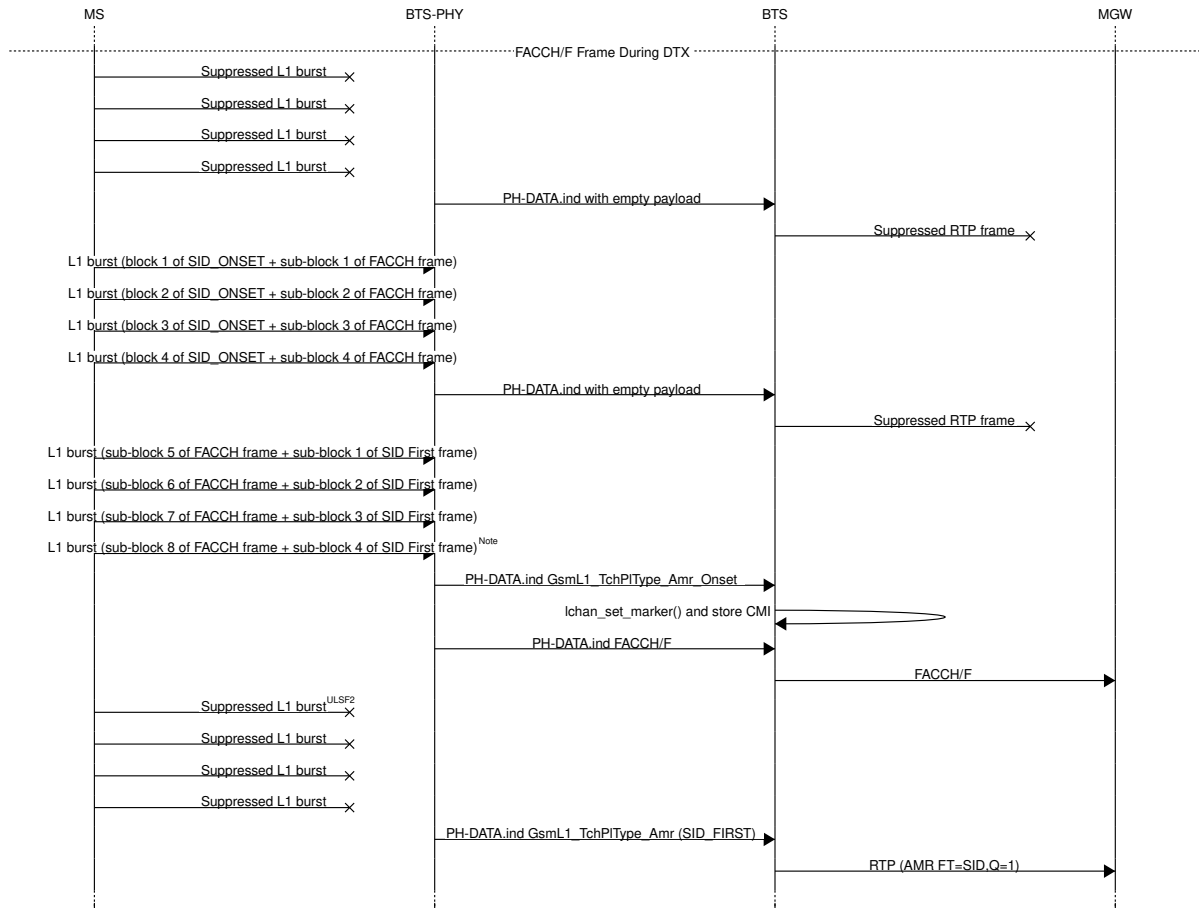 MS BTS-PHY BTS MGW
FACCH/F Frame During DTX
Suppressed L1 burst
Suppressed L1 burst
Suppressed L1 burst
Suppressed L1 burst
PH-DATA.ind with empty payload
Suppressed RTP frame
L1 burst (block 1 of SID_ONSET + sub-block 1 of FACCH frame)
L1 burst (block 2 of SID_ONSET + sub-block 2 of FACCH frame)
L1 burst (block 3 of SID_ONSET + sub-block 3 of FACCH frame)
L1 burst (block 4 of SID_ONSET + sub-block 4 of FACCH frame)
PH-DATA.ind with empty payload
Suppressed RTP frame
L1 burst (sub-block 5 of FACCH frame + sub-block 1 of SID First frame)
L1 burst (sub-block 6 of FACCH frame + sub-block 2 of SID First frame)
L1 burst (sub-block 7 of FACCH frame + sub-block 3 of SID First frame)
L1 burst (sub-block 8 of FACCH frame + sub-block 4 of SID First frame) Note
PH-DATA.ind GsmL1_TchPlType_Amr_Onset
lchan_set_marker() and store CMI
PH-DATA.ind FACCH/F
FACCH/F
Suppressed L1 burst ULSF2
Suppressed L1 burst
Suppressed L1 burst
Suppressed L1 burst
PH-DATA.ind GsmL1_TchPlType_Amr (SID_FIRST)
RTP (AMR FT=SID,Q=1)